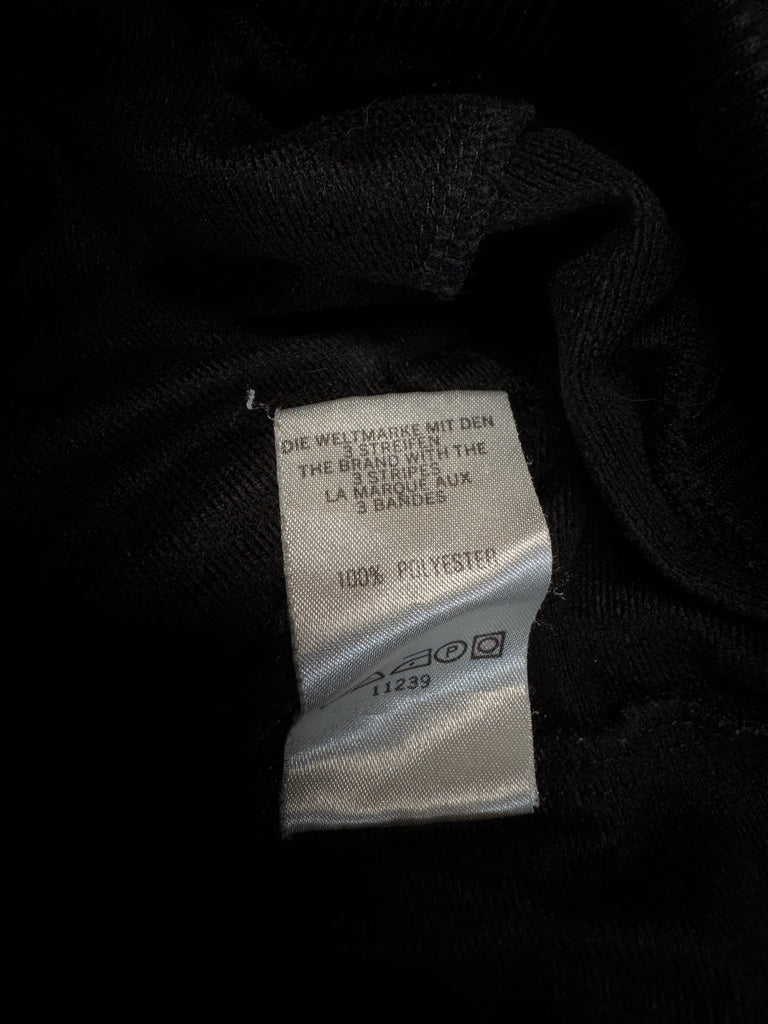 DIE WELTMARKE MIT DEN
3 STREIFEN
THE BRAND WITH THE
3 STRIPES
LA MARQUE AUX
3 BANDES
100% POLYESTER
P
11239